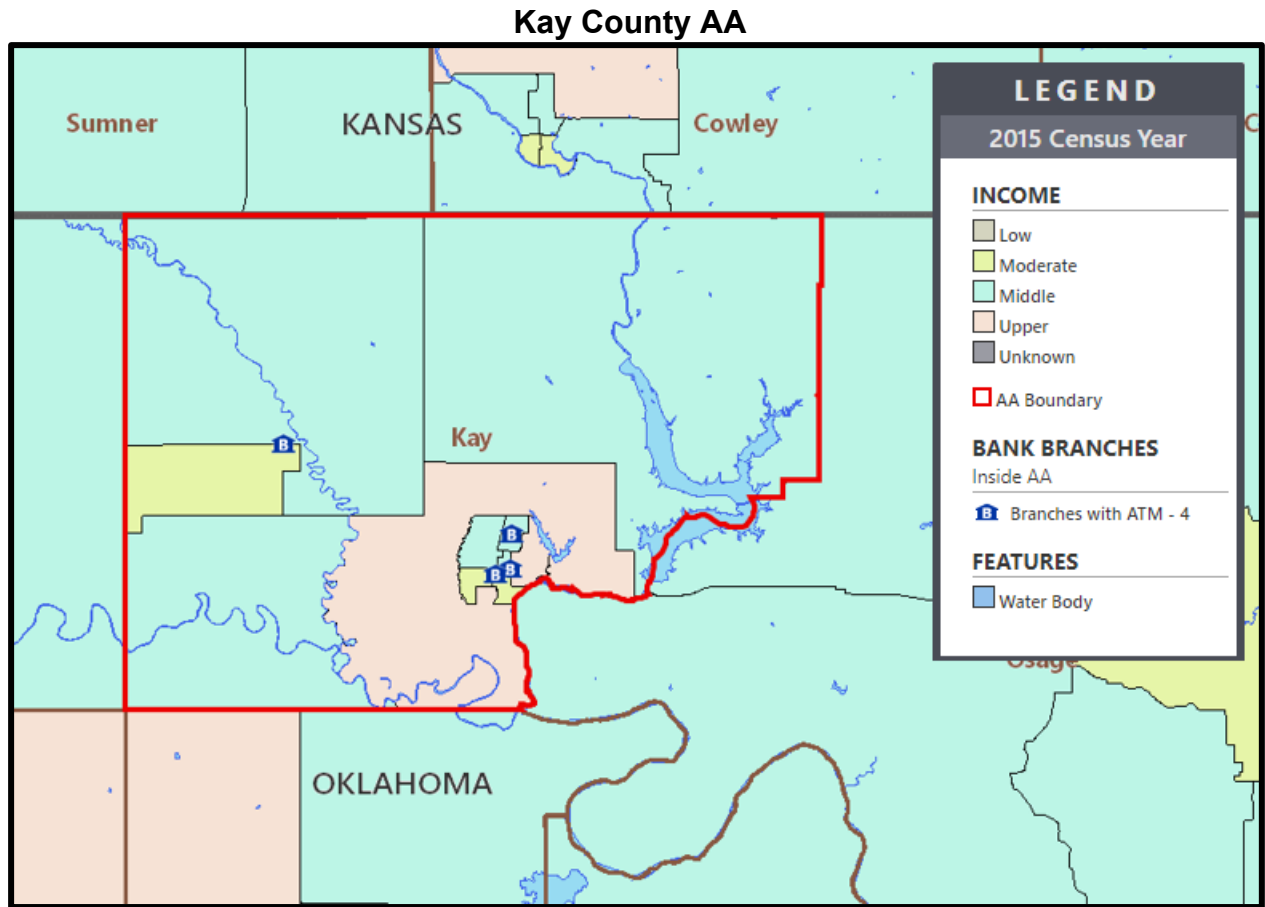 Kay County AA
Sumner
KANSAS
Cowley
C
LEGEND
2015 Census Year
INCOME
Low
Moderate
Middle
Upper
Unknown
AA Boundary
BANK BRANCHES
Inside AA
B Branches with ATM - 4
FEATURES
Water Body
B
Kay
B
B
B
Osage
OKLAHOMA